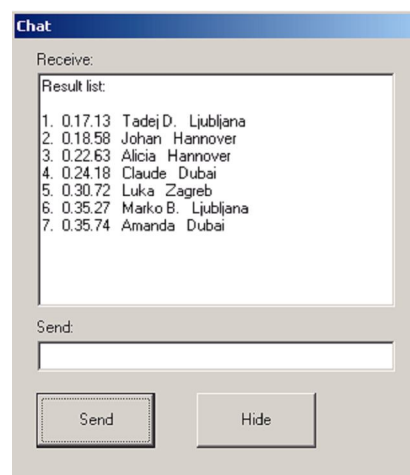 Chat
Receive:
Result list:
1. 0.17.13 Tadej D. Ljubljana
2. 0.18.58 Johan Hannover
3. 0.22.63 Alicia Hannover
4. 0.24.18 Claude Dubai
5. 0.30.72 Luka Zagreb
6. 0.35.27 Marko B. Ljubljana
7. 0.35.74 Amanda Dubai
Send:
Send Hide